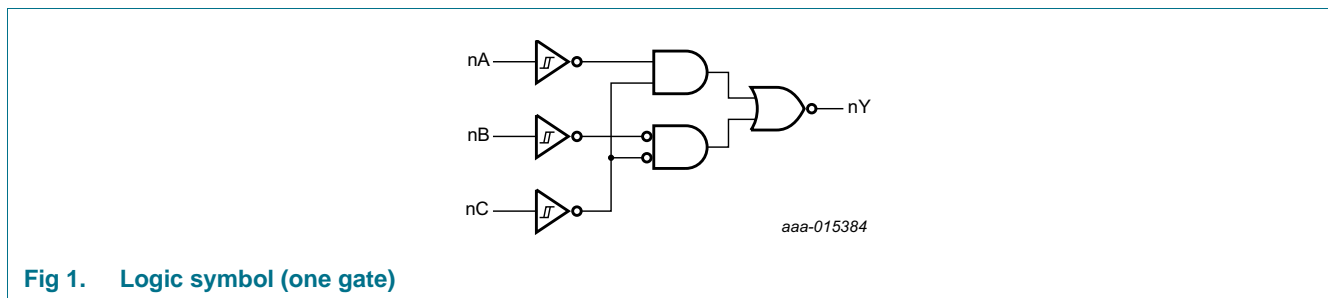 nA
nY
nB
nC
aaa-015384
Fig 1. Logic symbol (one gate)